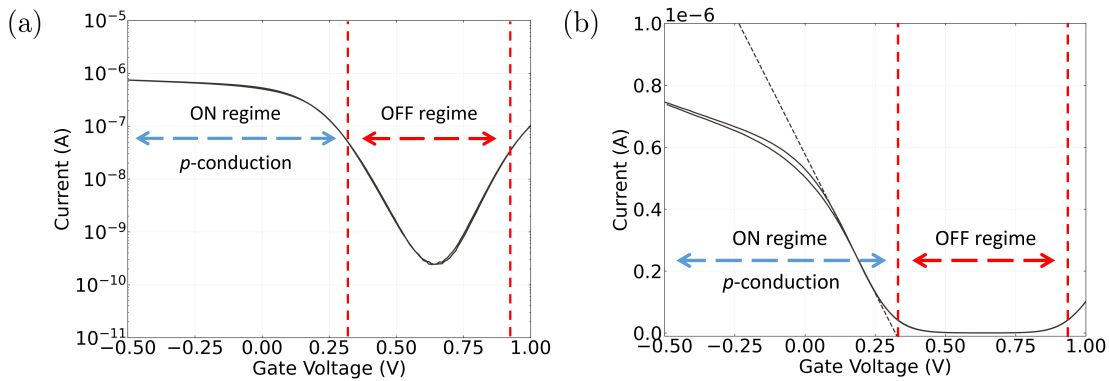 (a)
10⁻⁵
10⁻⁶
10⁻⁷
10⁻⁸
10⁻⁹
10⁻¹⁰
10⁻¹¹
Current (A)
ON regime
OFF regime
p-conduction
−0.50 −0.25 0.00 0.25 0.50 0.75 1.00
Gate Voltage (V)
(b)
1e-6
1.0
0.8
0.6
0.4
0.2
0.0
Current (A)
ON regime
OFF regime
p-conduction
−0.50 −0.25 0.00 0.25 0.50 0.75 1.00
Gate Voltage (V)